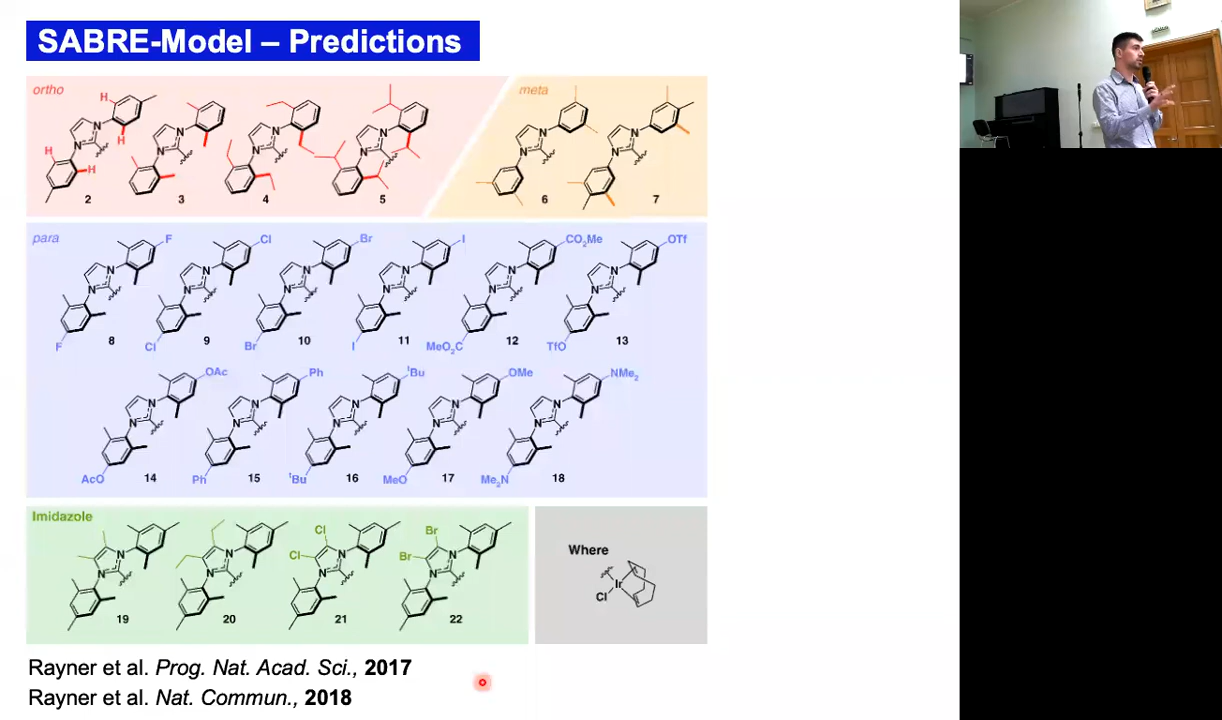 SABRE-Model – Predictions
ortho
meta
H
H
H
H
N N
N N
N N
N N
N N
N N
2 3 4 5 6 7
para
F Cl Br I CO₂Me OTf
N N
N N
N N
N N
N N
N N
F Cl Br I MeO₂C TfO
8 9 10 11 12 13
OAc Ph ᵗBu OMe NMe₂
N N
N N
N N
N N
N N
AcO Ph ᵗBu MeO Me₂N
14 15 16 17 18
Imidazole
Cl Br
Cl Br
N N
N N
N N
N N
19 20 21 22
Where
Ir
Cl
Rayner et al. Prog. Nat. Acad. Sci., 2017
Rayner et al. Nat. Commun., 2018